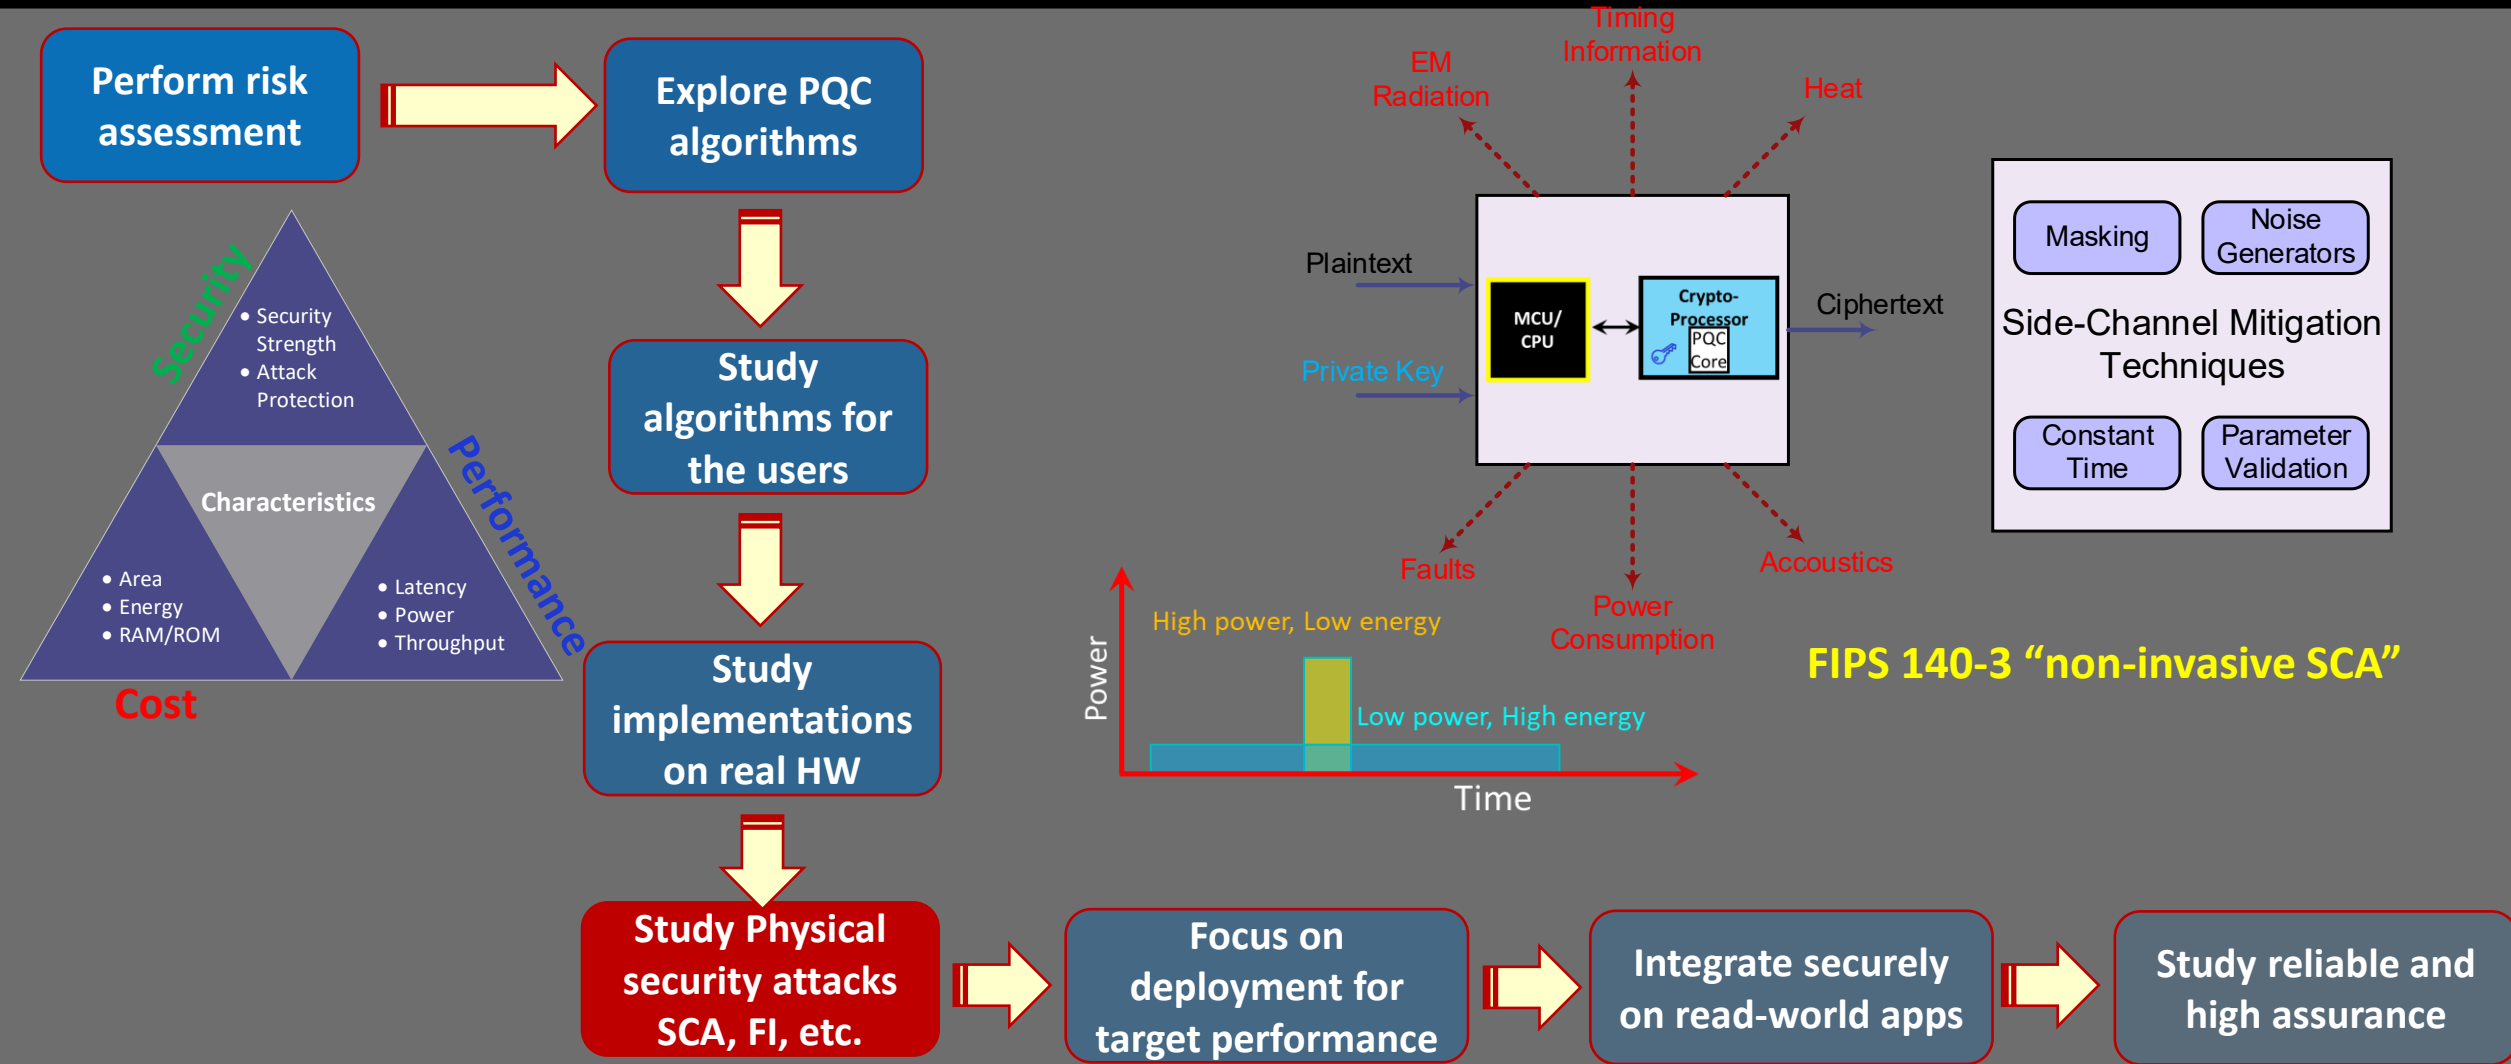 Perform risk
assessment
Explore PQC
algorithms
Study
algorithms for
the users
Study
implementations
on real HW
Study Physical
security attacks
SCA, FI, etc.
Focus on
deployment for
target performance
Integrate securely
on read-world apps
Study reliable and
high assurance
Security
• Security
Strength
• Attack
Protection
Characteristics
Performance
• Area
• Energy
• RAM/ROM
• Latency
• Power
• Throughput
Cost
Timing
Information
EM
Radiation
Heat
Plaintext
Private Key
MCU/
CPU
Crypto-
Processor
PQC
Core
Ciphertext
Faults
Power
Consumption
Accoustics
Masking
Noise
Generators
Side-Channel Mitigation
Techniques
Constant
Time
Parameter
Validation
High power, Low energy
Low power, High energy
Power
Time
FIPS 140-3 “non-invasive SCA”